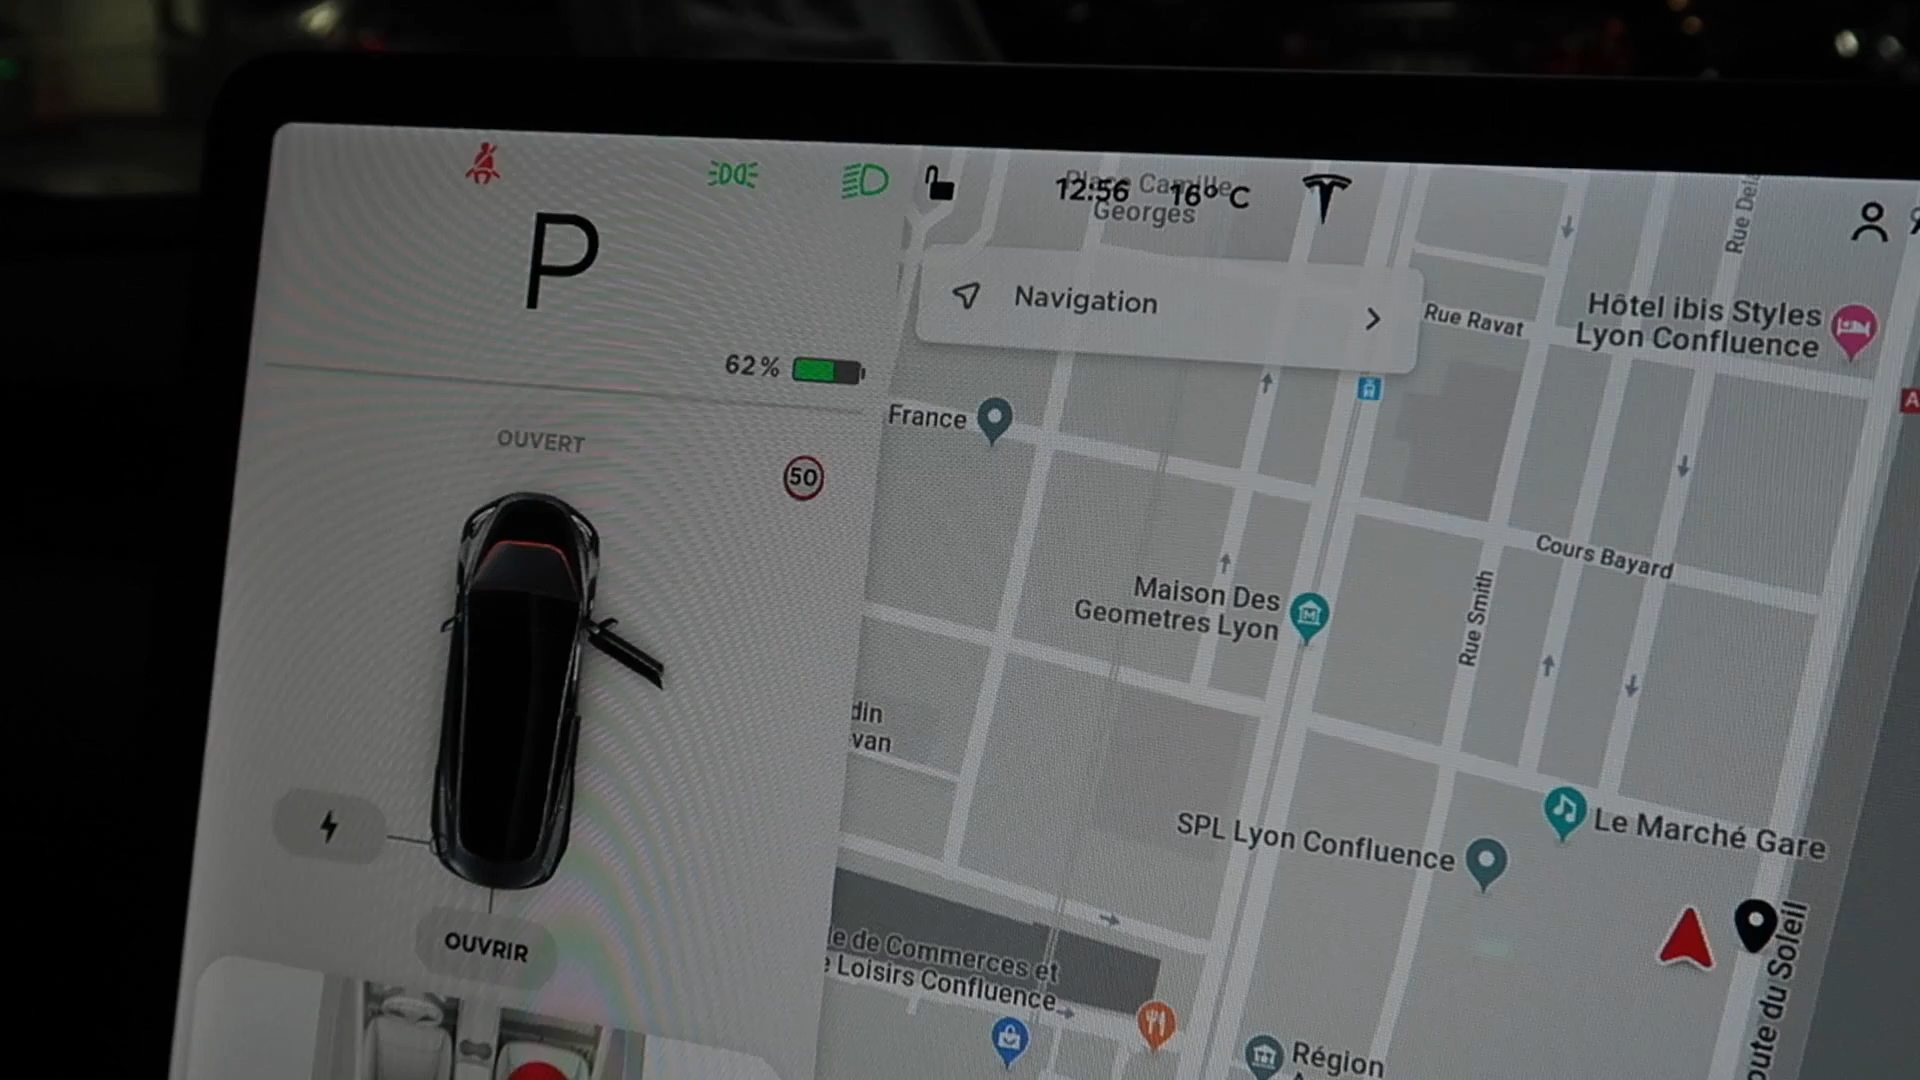 P
62%
OUVERT
50
OUVRIR
12:56 16°C
Place Camille
Georges
Navigation
Rue Ravat
Hôtel ibis Styles
Lyon Confluence
France
Cours Bayard
Rue Smith
Maison Des
Geometres Lyon
SPL Lyon Confluence
Le Marché Gare
din
van
le de Commerces et
Loisirs Confluence
Région
oute du Soleil
A